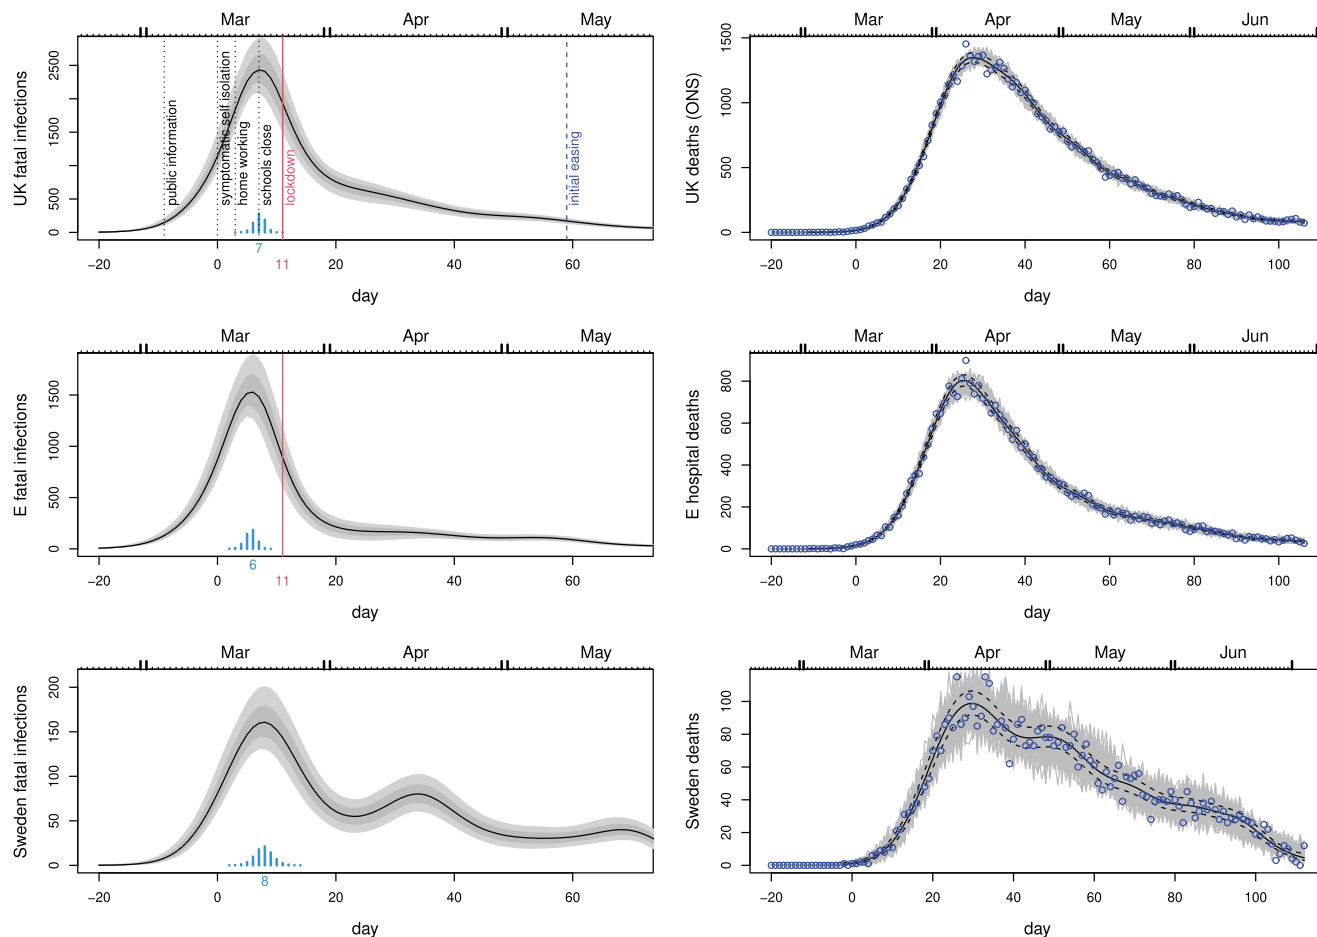 Mar Apr May
UK fatal infections
0 500 1500 2500
public information
symptomatic self isolation
home working
schools close
lockdown
initial easing
7
−20 0 11 20 40 60
day
Mar Apr May Jun
UK deaths (ONS)
0 500 1000 1500
−20 0 20 40 60 80 100
day
Mar Apr May
E fatal infections
0 500 1000 1500
6
−20 0 11 20 40 60
day
Mar Apr May Jun
E hospital deaths
0 200 400 600 800
−20 0 20 40 60 80 100
day
Mar Apr May
Sweden fatal infections
0 50 100 150 200
8
−20 0 20 40 60
day
Mar Apr May Jun
Sweden deaths
0 20 40 60 80 100
−20 0 20 40 60 80 100
day